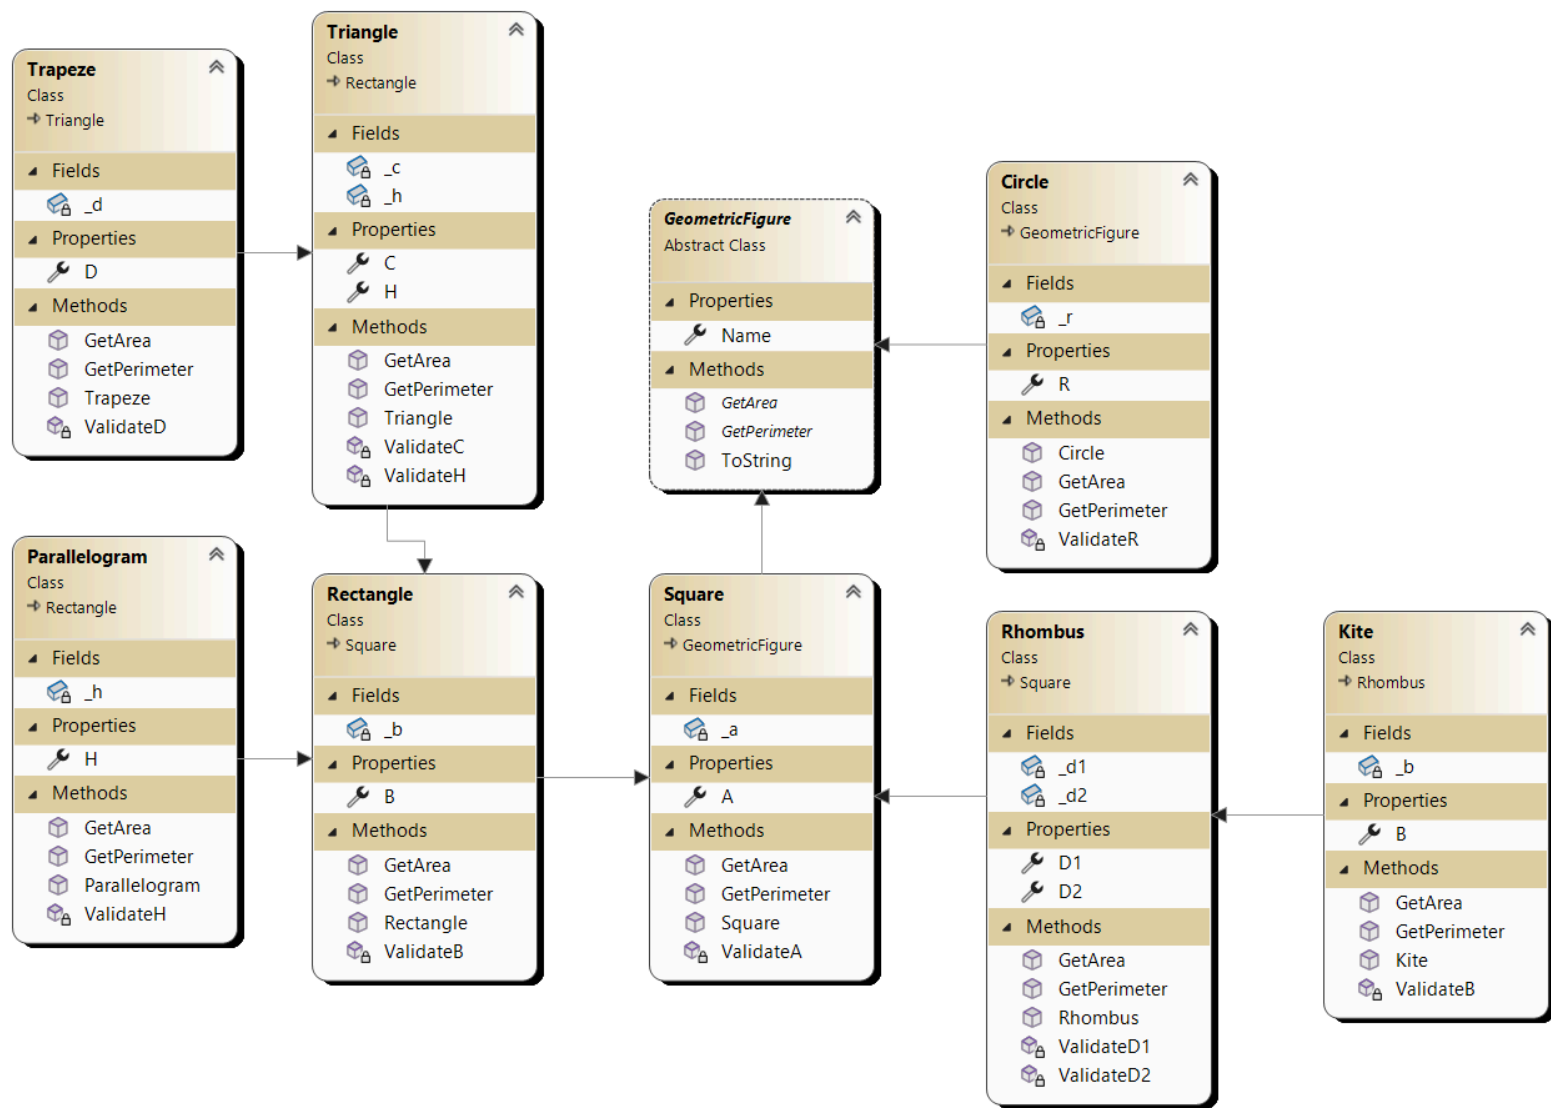 Trapeze
Class
Triangle
Fields
_d
Properties
D
Methods
GetArea
GetPerimeter
Trapeze
ValidateD
Triangle
Class
Rectangle
Fields
_c
_h
Properties
C
H
Methods
GetArea
GetPerimeter
Triangle
ValidateC
ValidateH
GeometricFigure
Abstract Class
Properties
Name
Methods
GetArea
GetPerimeter
ToString
Circle
Class
GeometricFigure
Fields
_r
Properties
R
Methods
Circle
GetArea
GetPerimeter
ValidateR
Parallelogram
Class
Rectangle
Fields
_h
Properties
H
Methods
GetArea
GetPerimeter
Parallelogram
ValidateH
Rectangle
Class
Square
Fields
_b
Properties
B
Methods
GetArea
GetPerimeter
Rectangle
ValidateB
Square
Class
GeometricFigure
Fields
_a
Properties
A
Methods
GetArea
GetPerimeter
Square
ValidateA
Rhombus
Class
Square
Fields
_d1
_d2
Properties
D1
D2
Methods
GetArea
GetPerimeter
Rhombus
ValidateD1
ValidateD2
Kite
Class
Rhombus
Fields
_b
Properties
B
Methods
GetArea
GetPerimeter
Kite
ValidateB